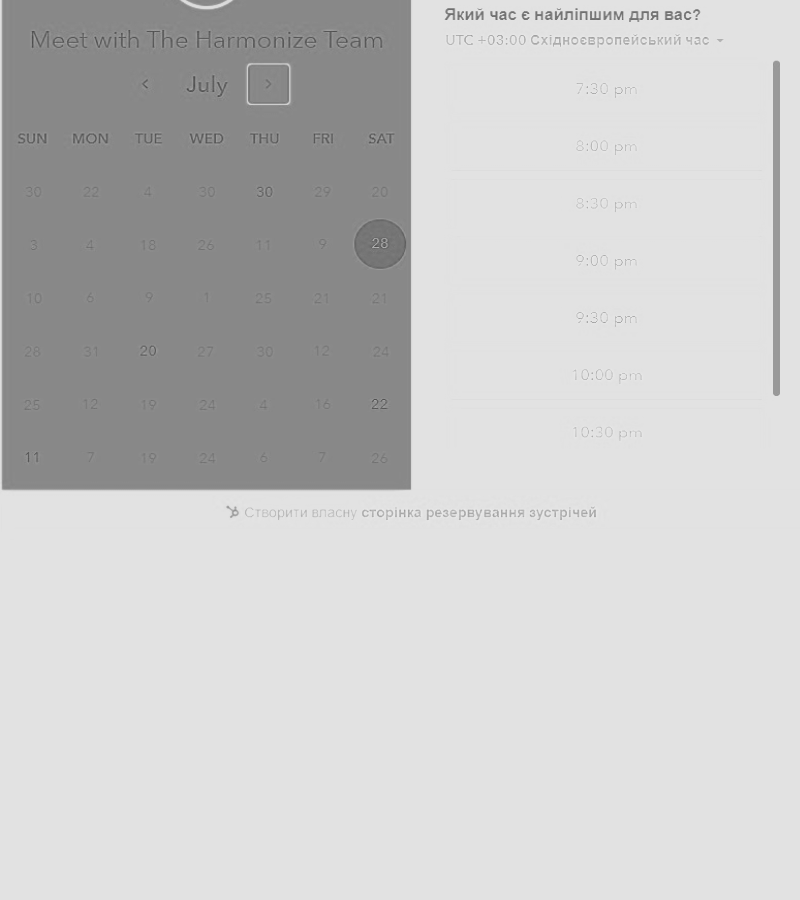 Meet with The Harmonize Team
July
SUN MON TUE WED THU FRI SAT
30 22 4 30 30 29 20
3 4 18 26 11 9 28
10 6 9 1 25 21 21
28 31 20 27 30 12 24
25 12 19 24 4 16 22
11 7 19 24 6 7 26
Який час є найліпшим для вас?
UTC +03:00 Східноєвропейський час
7:30 pm
8:00 pm
8:30 pm
9:00 pm
9:30 pm
10:00 pm
10:30 pm
Створити власну сторінка резервування зустрічей